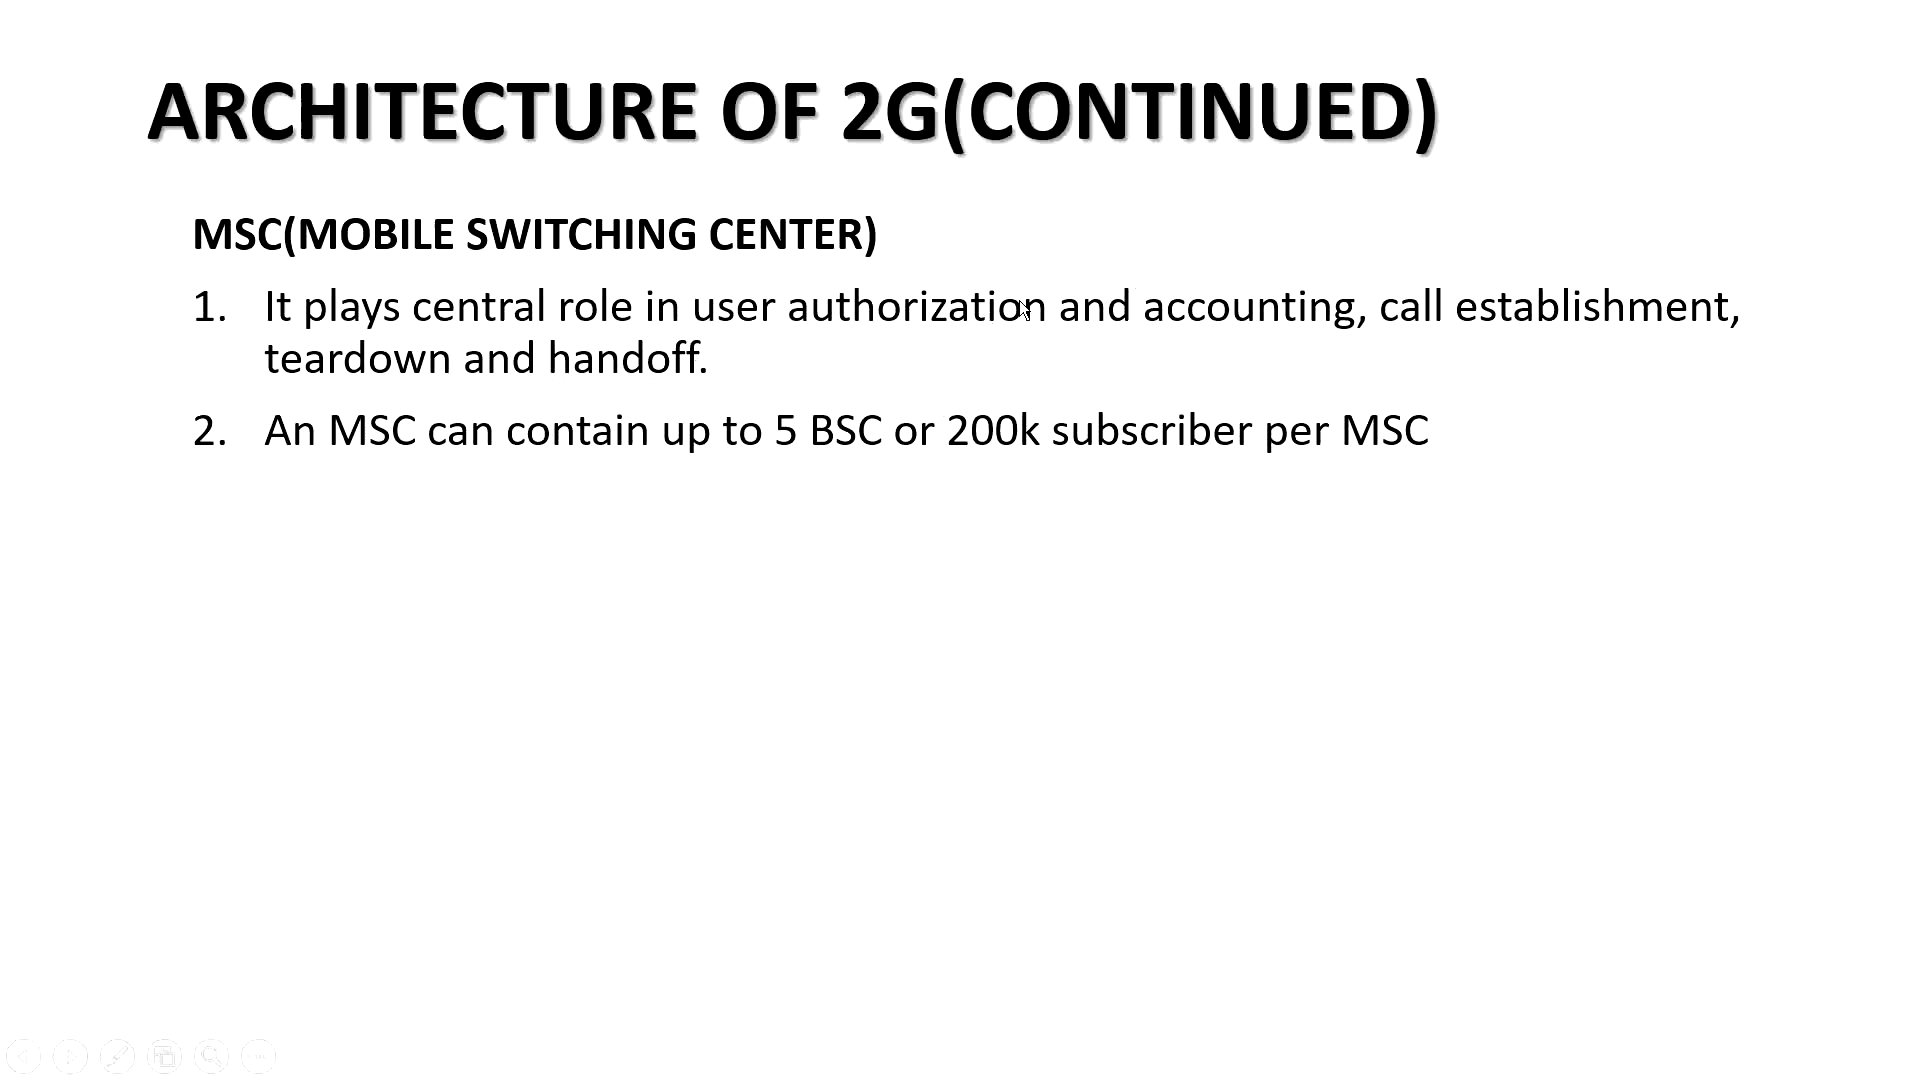 ARCHITECTURE OF 2G(CONTINUED)
MSC(MOBILE SWITCHING CENTER)
1. It plays central role in user authorization and accounting, call establishment,
teardown and handoff.
2. An MSC can contain up to 5 BSC or 200k subscriber per MSC